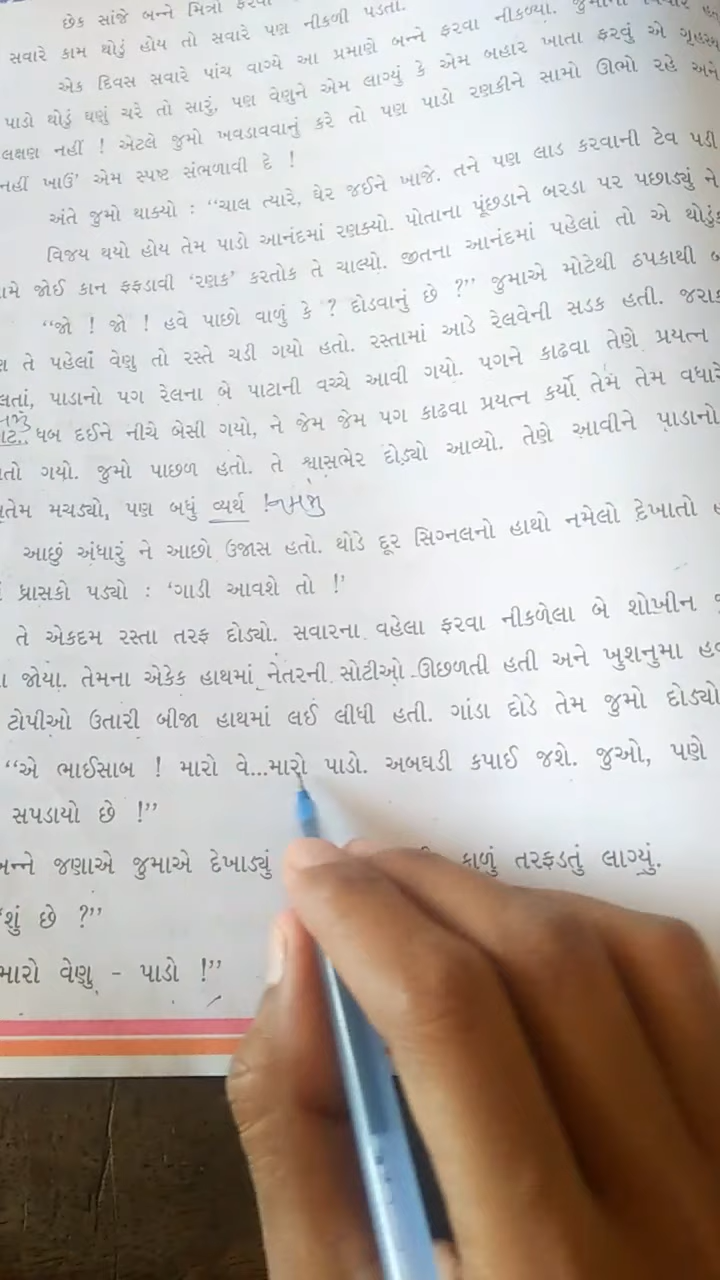 છેક સાંજે બન્ને મિત્રો
સવારે કામ થોડું હોય તો સવારે પણ નીકળી પડતા.
એક દિવસ સવારે પાંચ વાગ્યે આ પ્રમાણે બન્ને ફરવા નીકળ્યા.
પાડો થોડું ઘણું ચરે તો સારું, પણ વેણુને એમ લાગ્યું કે એમ બહાર ખાતા ફરવું એ ગૃહસ્થ
લક્ષણ નહીં ! એટલે જુમો ખવડાવવાનું કરે તો પણ પાડો રણકીને સામો ઊભો રહે અને
નહીં ખાઉં’ એમ સ્પષ્ટ સંભળાવી દે !
અંતે જુમો થાક્યો : “ચાલ ત્યારે, ઘેર જઈને ખાજે. તને પણ લાડ કરવાની ટેવ પડી
વિજય થયો હોય તેમ પાડો આનંદમાં રણક્યો. પોતાના પૂંછડાને બરડા પર પછાડ્યું ને
જોઈ કાન ફફડાવી ‘રણક’ કરતોક તે ચાલ્યો. જીતના આનંદમાં પહેલાં તો એ થોડુંક
“જો ! જો ! હવે પાછો વાળું કે ? દોડવાનું છે ?” જુમાએ મોટેથી ઠપકાથી
તે પહેલાં વેણુ તો રસ્તે ચડી ગયો હતો. રસ્તામાં આડે રેલવેની સડક હતી. જરાક
પાડાનો પગ રેલના બે પાટાની વચ્ચે આવી ગયો. પગને કાઢવા તેણે પ્રયત્ન
ધબ દઈને નીચે બેસી ગયો, ને જેમ જેમ પગ કાઢવા પ્રયત્ન કર્યો તેમ તેમ વધારે
ગયો. જુમો પાછળ હતો. તે શ્વાસભેર દોડ્યો આવ્યો. તેણે આવીને પાડાનો
મચડ્યો, પણ બધું વ્યર્થ !
આછું અંધારું ને આછો ઉજાસ હતો. થોડે દૂર સિગ્નલનો હાથો નમેલો દેખાતો
ધ્રાસકો પડ્યો : ‘ગાડી આવશે તો !’
તે એકદમ રસ્તા તરફ દોડ્યો. સવારના વહેલા ફરવા નીકળેલા બે શોખીન
જોયા. તેમના એકેક હાથમાં નેતરની સોટીઓ ઊછળતી હતી અને ખુશનુમા
ટોપીઓ ઉતારી બીજા હાથમાં લઈ લીધી હતી. ગાંડા દોડે તેમ જુમો દોડ્યો
“એ ભાઈસાબ ! મારો વે...મારો પાડો. અબઘડી કપાઈ જશે. જુઓ, પણે
સપડાયો છે !”
બન્ને જણાએ જુમાએ દેખાડ્યું કાળું તરફડતું લાગ્યું.
“શું છે ?”
મારો વેણુ - પાડો !”